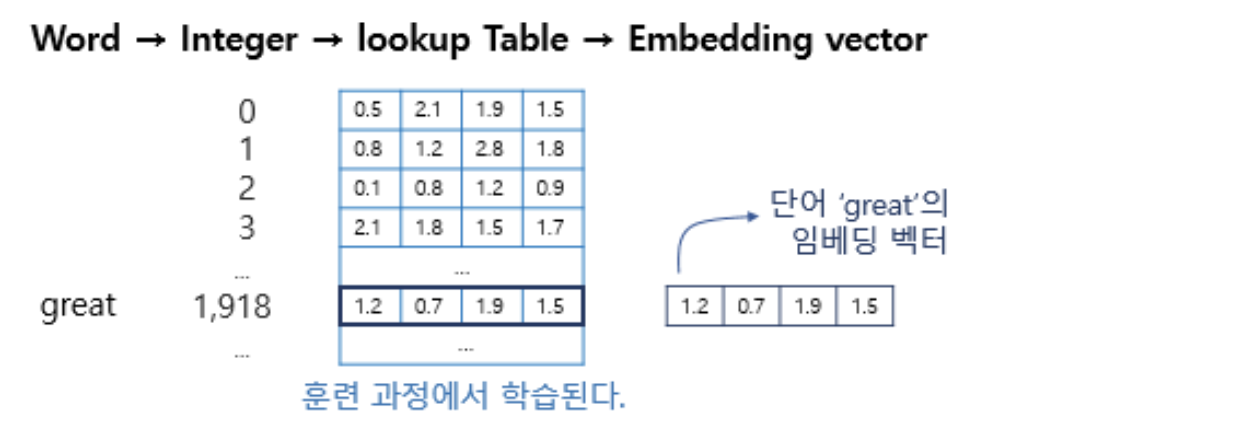 Word → Integer → lookup Table → Embedding vector
0 0.5 2.1 1.9 1.5
1 0.8 1.2 2.8 1.8
2 0.1 0.8 1.2 0.9
3 2.1 1.8 1.5 1.7
... ...
great 1,918 1.2 0.7 1.9 1.5
... ...
훈련 과정에서 학습된다.
단어 ‘great’의
임베딩 벡터
1.2 0.7 1.9 1.5